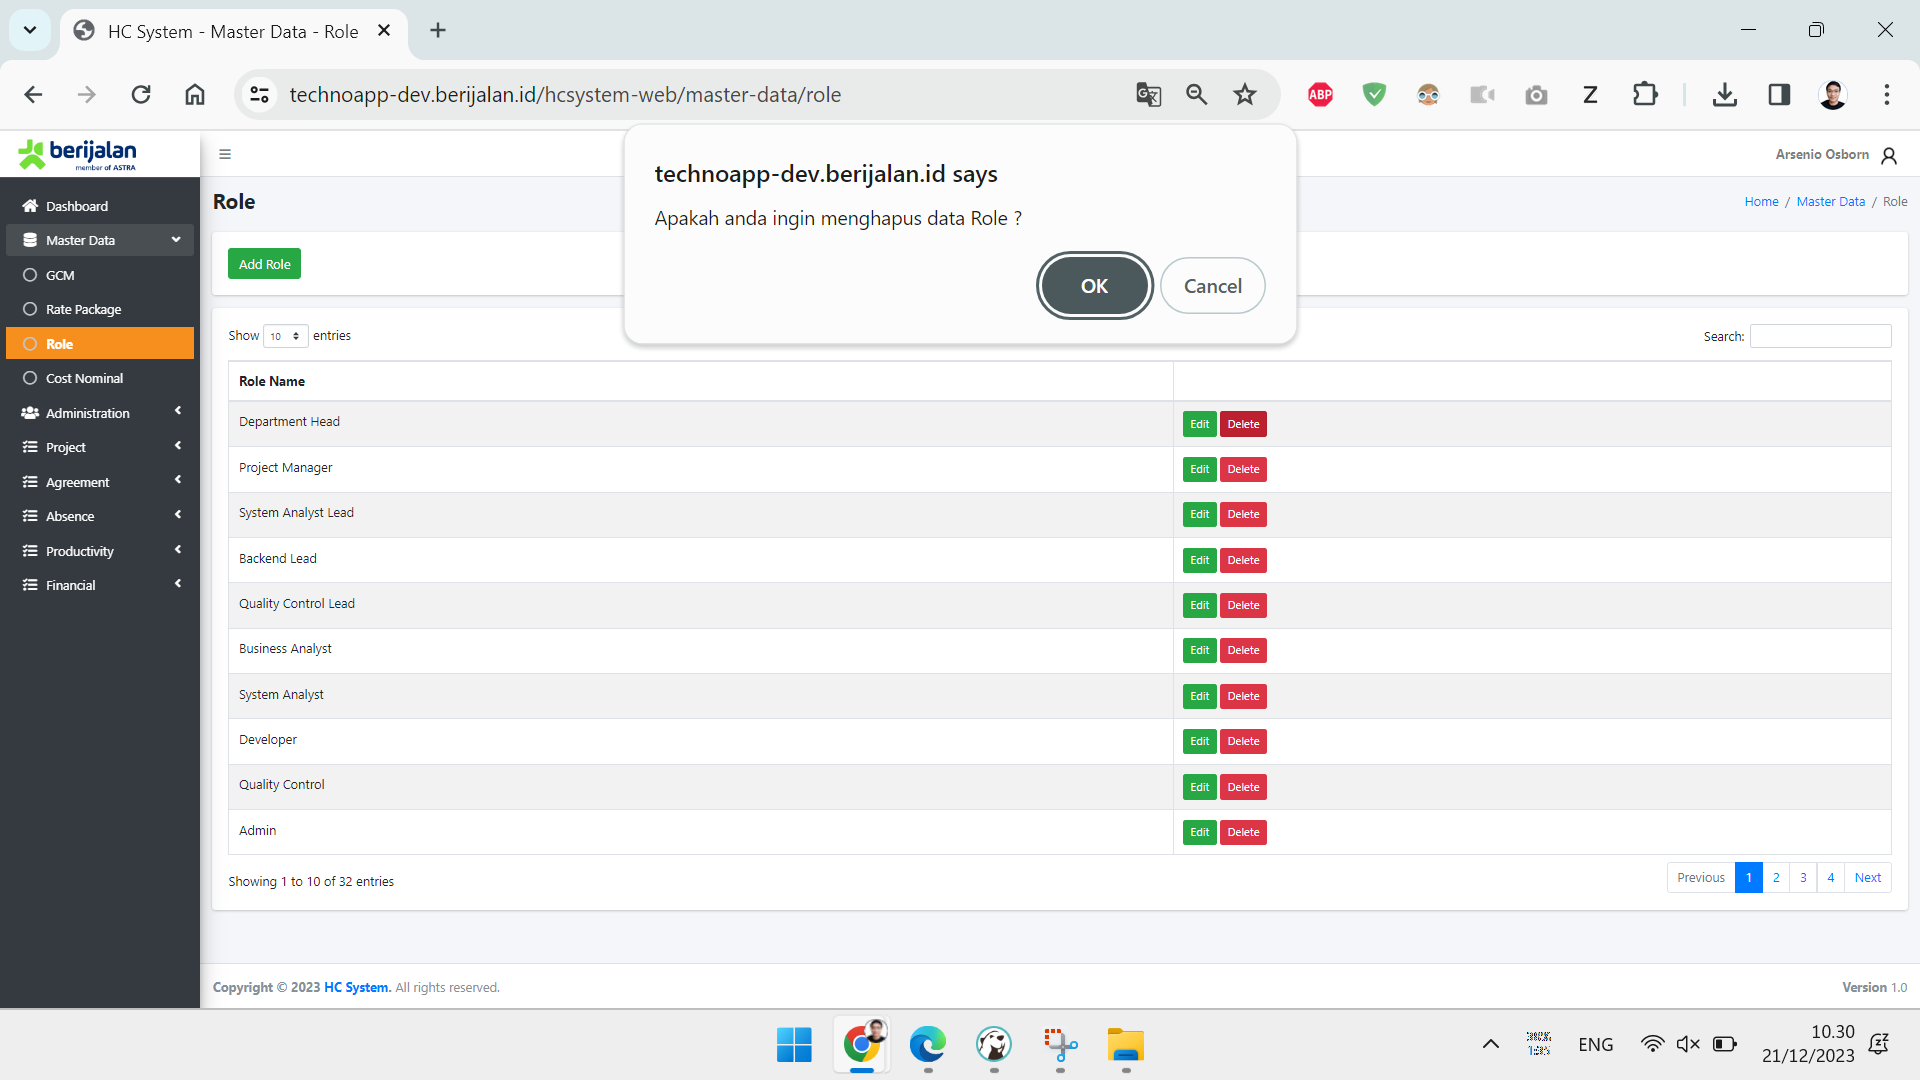 HC System - Master Data - Role
technoapp-dev.berijalan.id/hcsystem-web/master-data/role
ABP
Z
berijalan
member of ASTRA
Arsenio Osborn
technoapp-dev.berijalan.id says
Apakah anda ingin menghapus data Role ?
OK
Cancel
Dashboard
Master Data
GCM
Rate Package
Role
Cost Nominal
Administration
Project
Agreement
Absence
Productivity
Financial
Role
Home / Master Data / Role
Add Role
Show 10 entries
Search:
Role Name
Department Head Edit Delete
Project Manager Edit Delete
System Analyst Lead Edit Delete
Backend Lead Edit Delete
Quality Control Lead Edit Delete
Business Analyst Edit Delete
System Analyst Edit Delete
Developer Edit Delete
Quality Control Edit Delete
Admin Edit Delete
Showing 1 to 10 of 32 entries
Previous 1 2 3 4 Next
Copyright © 2023 HC System. All rights reserved.
Version 1.0
ENG
10.30
21/12/2023